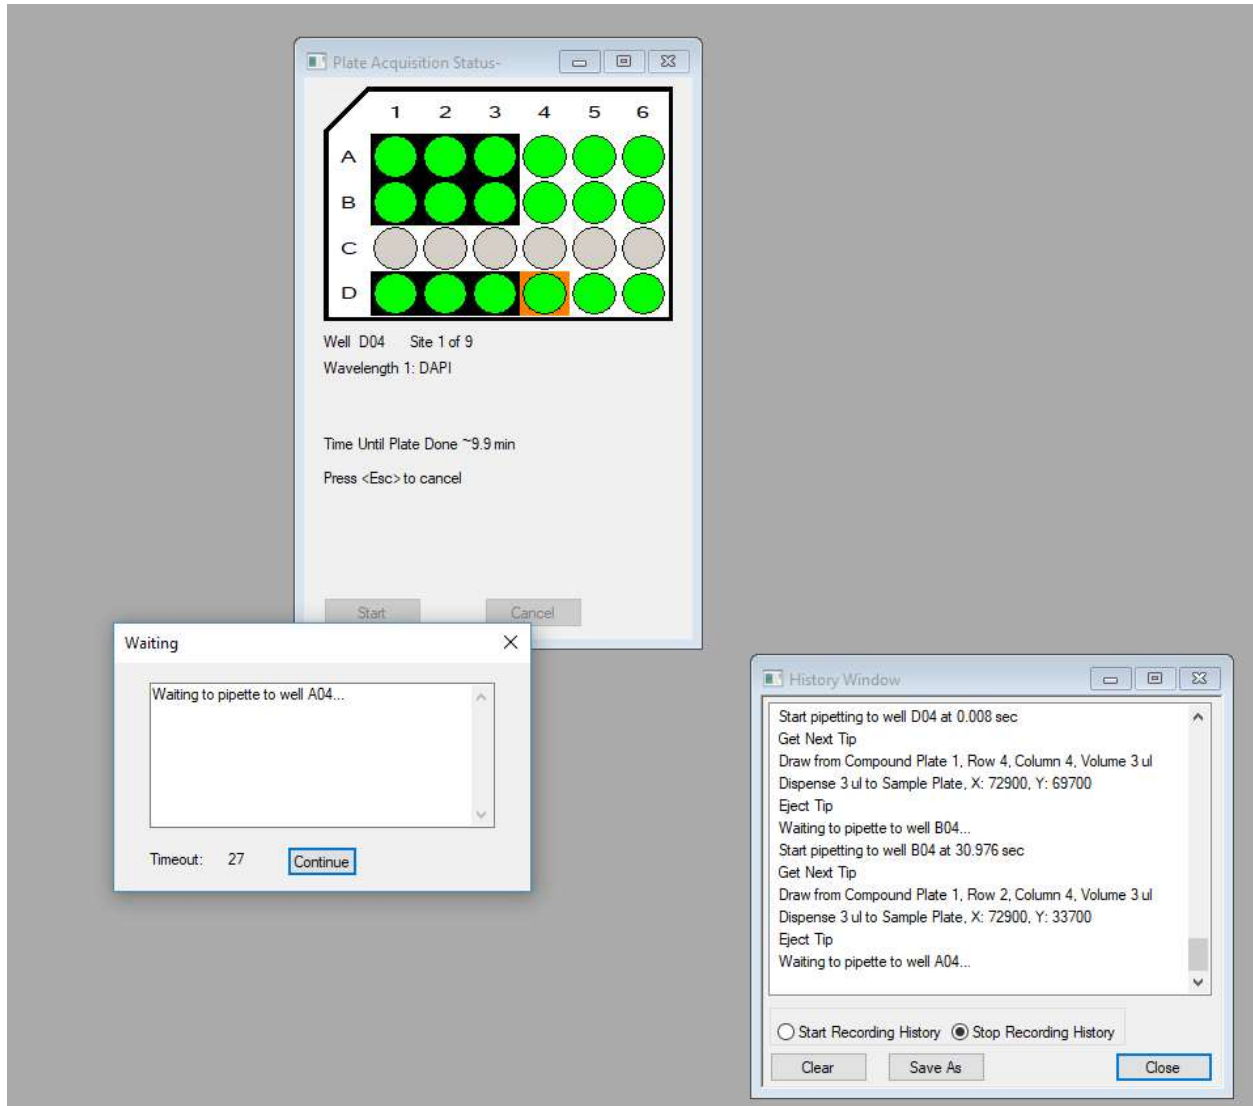 Plate Acquisition Status-
1 2 3 4 5 6
A
B
C
D
Well D04 Site 1 of 9
Wavelength 1: DAPI
Time Until Plate Done ~9.9 min
Press <Esc> to cancel
Start Cancel
Waiting
Waiting to pipette to well A04...
Timeout: 27 Continue
History Window
Start pipetting to well D04 at 0.008 sec
Get Next Tip
Draw from Compound Plate 1, Row 4, Column 4, Volume 3 ul
Dispense 3 ul to Sample Plate, X: 72900, Y: 69700
Eject Tip
Waiting to pipette to well B04...
Start pipetting to well B04 at 30.976 sec
Get Next Tip
Draw from Compound Plate 1, Row 2, Column 4, Volume 3 ul
Dispense 3 ul to Sample Plate, X: 72900, Y: 33700
Eject Tip
Waiting to pipette to well A04...
Start Recording History Stop Recording History
Clear Save As Close